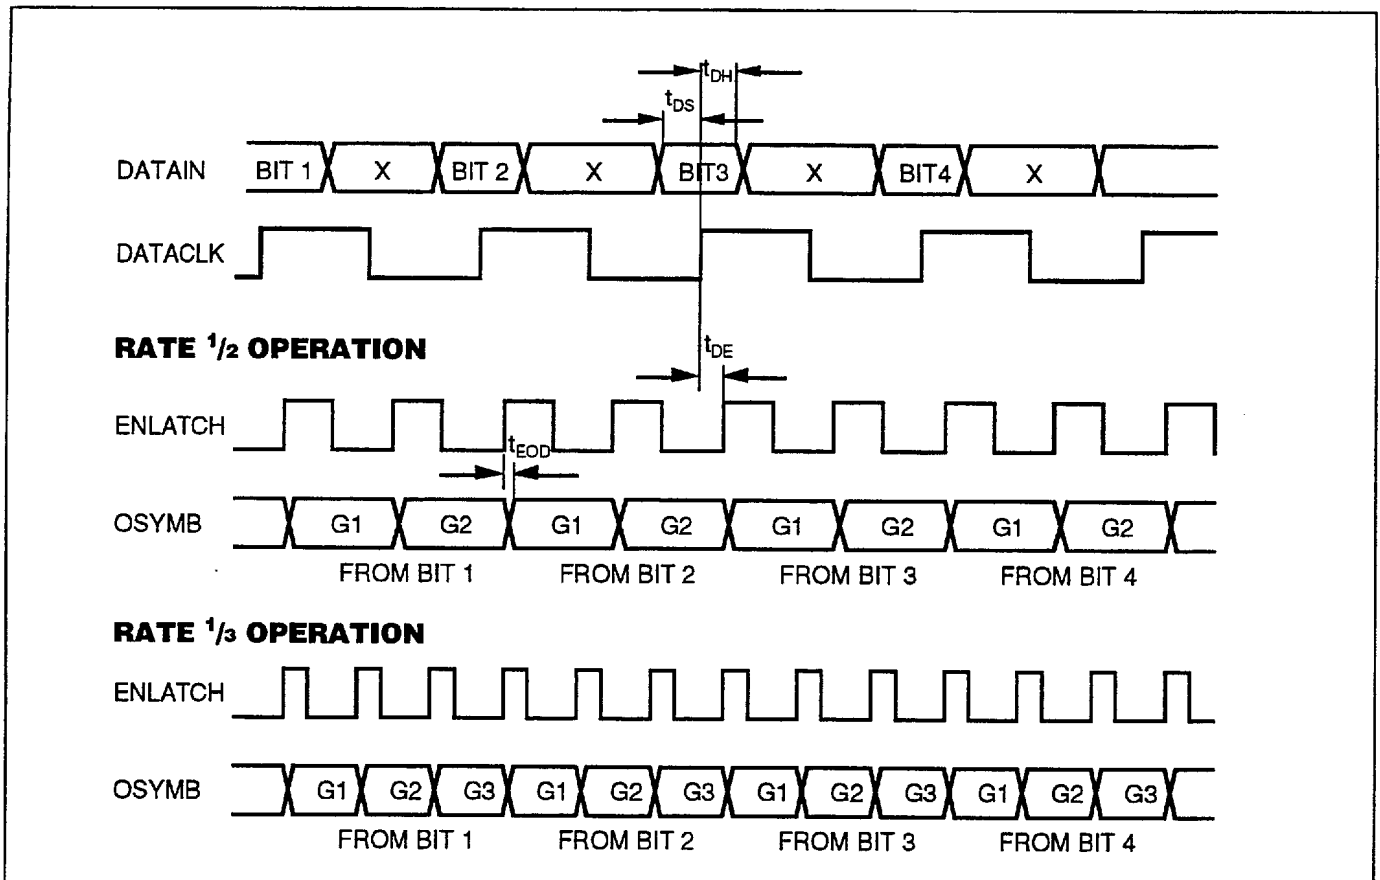 tDH
tDS
DATAIN BIT 1 X BIT 2 X BIT3 X BIT4 X
DATACLK
RATE 1/2 OPERATION
tDE
ENLATCH
tEOD
OSYMB G1 G2 G1 G2 G1 G2 G1 G2
FROM BIT 1 FROM BIT 2 FROM BIT 3 FROM BIT 4
RATE 1/3 OPERATION
ENLATCH
OSYMB G1 G2 G3 G1 G2 G3 G1 G2 G3 G1 G2 G3
FROM BIT 1 FROM BIT 2 FROM BIT 3 FROM BIT 4